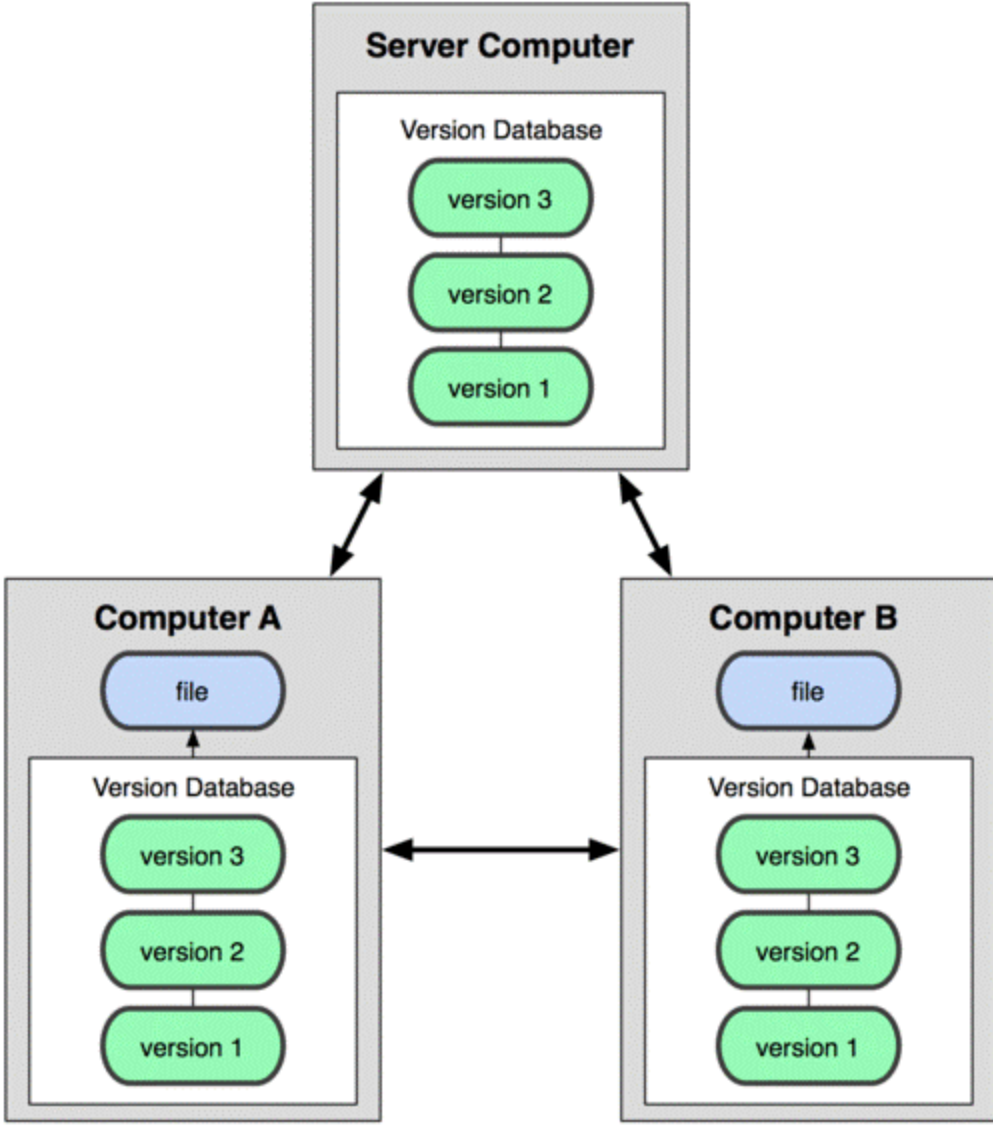 Server Computer
Version Database
version 3
version 2
version 1
Computer A
file
Version Database
version 3
version 2
version 1
Computer B
file
Version Database
version 3
version 2
version 1